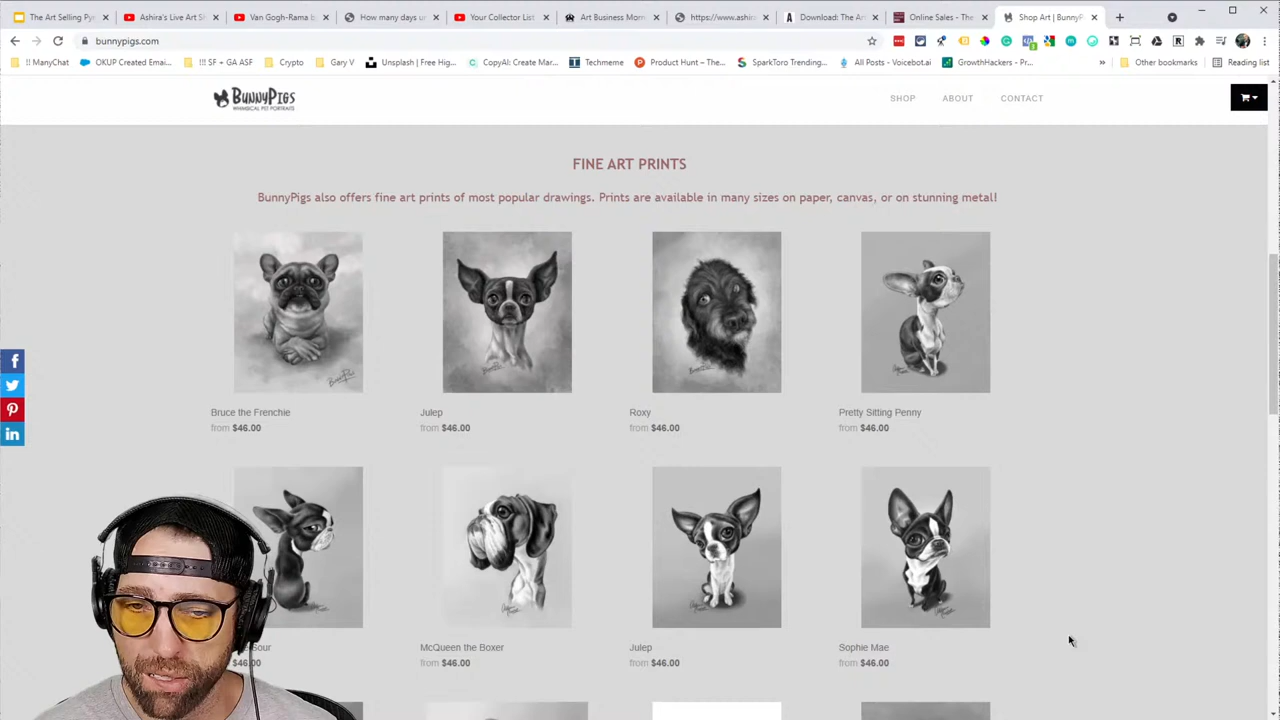 The Art Selling Py
Ashira's Live Art Sh
Van Gogh-Rama b
How many days u
Your Collector List
Art Business Morn
https://www.ashira
Download: The Ar
Online Sales - The
Shop Art | BunnyP
bunnypigs.com
!! ManyChat
OKUP Created Emai...
!!! SF + GA ASF
Crypto
Gary V
Unsplash | Free Hig...
CopyAI: Create Mar...
Techmeme
Product Hunt – The...
SparkToro Trending...
All Posts - Voicebot.ai
GrowthHackers - Pr...
»
Other bookmarks
Reading list
BUNNYPIGS
WHIMSICAL PET PORTRAITS
SHOP
ABOUT
CONTACT
FINE ART PRINTS
BunnyPigs also offers fine art prints of most popular drawings. Prints are available in many sizes on paper, canvas, or on stunning metal!
Bruce the Frenchie
from $46.00
Julep
from $46.00
Roxy
from $46.00
Pretty Sitting Penny
from $46.00
Sour
$46.00
McQueen the Boxer
from $46.00
Julep
from $46.00
Sophie Mae
from $46.00